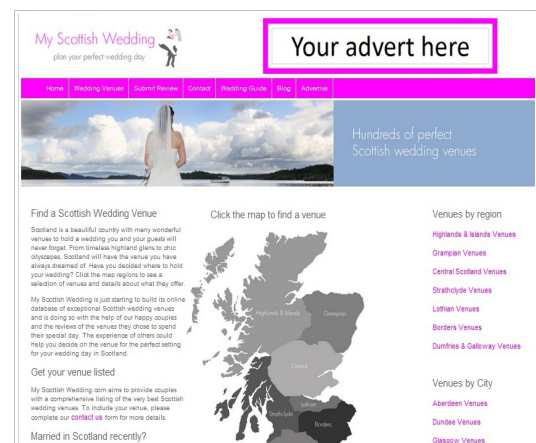 My Scottish Wedding
plan your perfect wedding day
Your advert here
Home Wedding Venues Submit Review Contact Wedding Guide Blog Advertise
Hundreds of perfect
Scottish wedding venues
Find a Scottish Wedding Venue
Scotland is a beautiful country with many wonderful
venues to hold a wedding you and your guests will
never forget. From timeless highland glens to chic
cityscapes, Scotland will have the venue you have
always dreamed of. Have you decided where to hold
your wedding? Click the map regions to see a
selection of venues and details about what they offer.
My Scottish Wedding is just starting to build its online
database of exceptional Scottish wedding venues
and is doing so with the help of our happy couples
and the reviews of the venues they chose to spend
their special day. The experience of others could
help you decide on the venue for the perfect setting
for your wedding day in Scotland.
Get your venue listed
My Scottish Wedding.com aims to provide couples
with a comprehensive listing of the very best Scottish
wedding venues. To include your venue, please
complete our contact us form for more details.
Married in Scotland recently?
Click the map to find a venue
Highlands & Islands
Grampian
Central
Lothian
Strathclyde
Borders
Venues by region
Highlands & Islands Venues
Grampian Venues
Central Scotland Venues
Strathclyde Venues
Lothian Venues
Borders Venues
Dumfries & Galloway Venues
Venues by City
Aberdeen Venues
Dundee Venues
Glasgow Venues